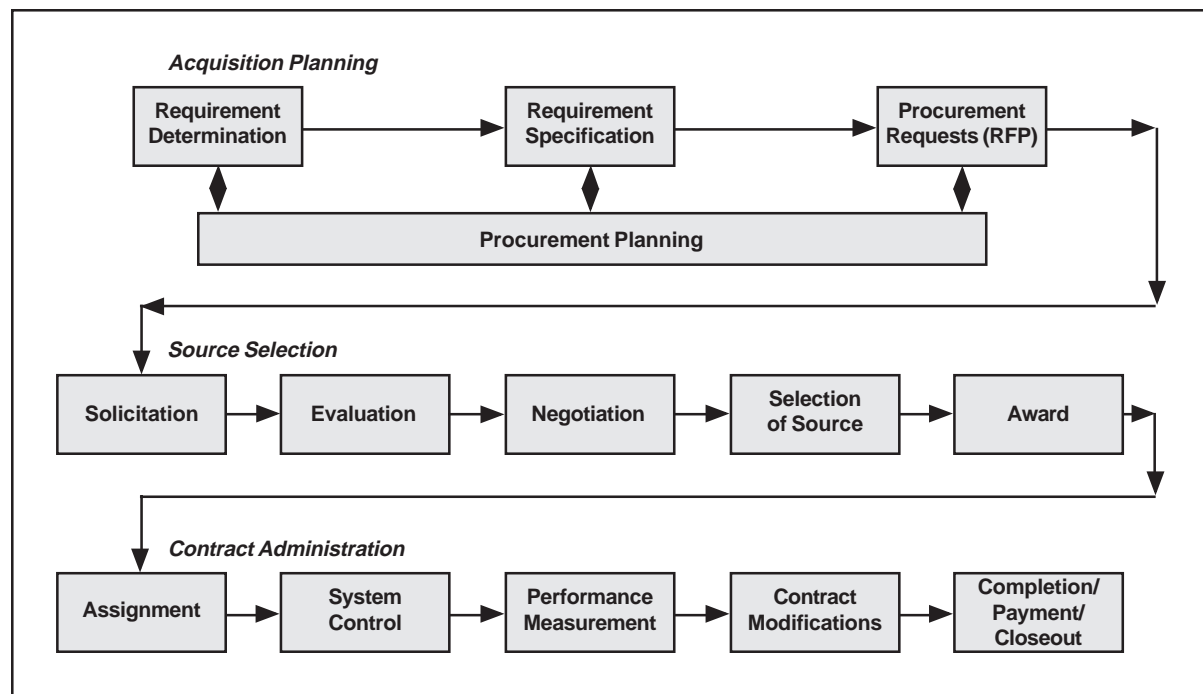 Acquisition Planning
Requirement
Determination
Requirement
Specification
Procurement
Requests (RFP)
Procurement Planning
Source Selection
Solicitation
Evaluation
Negotiation
Selection
of Source
Award
Contract Administration
Assignment
System
Control
Performance
Measurement
Contract
Modifications
Completion/
Payment/
Closeout